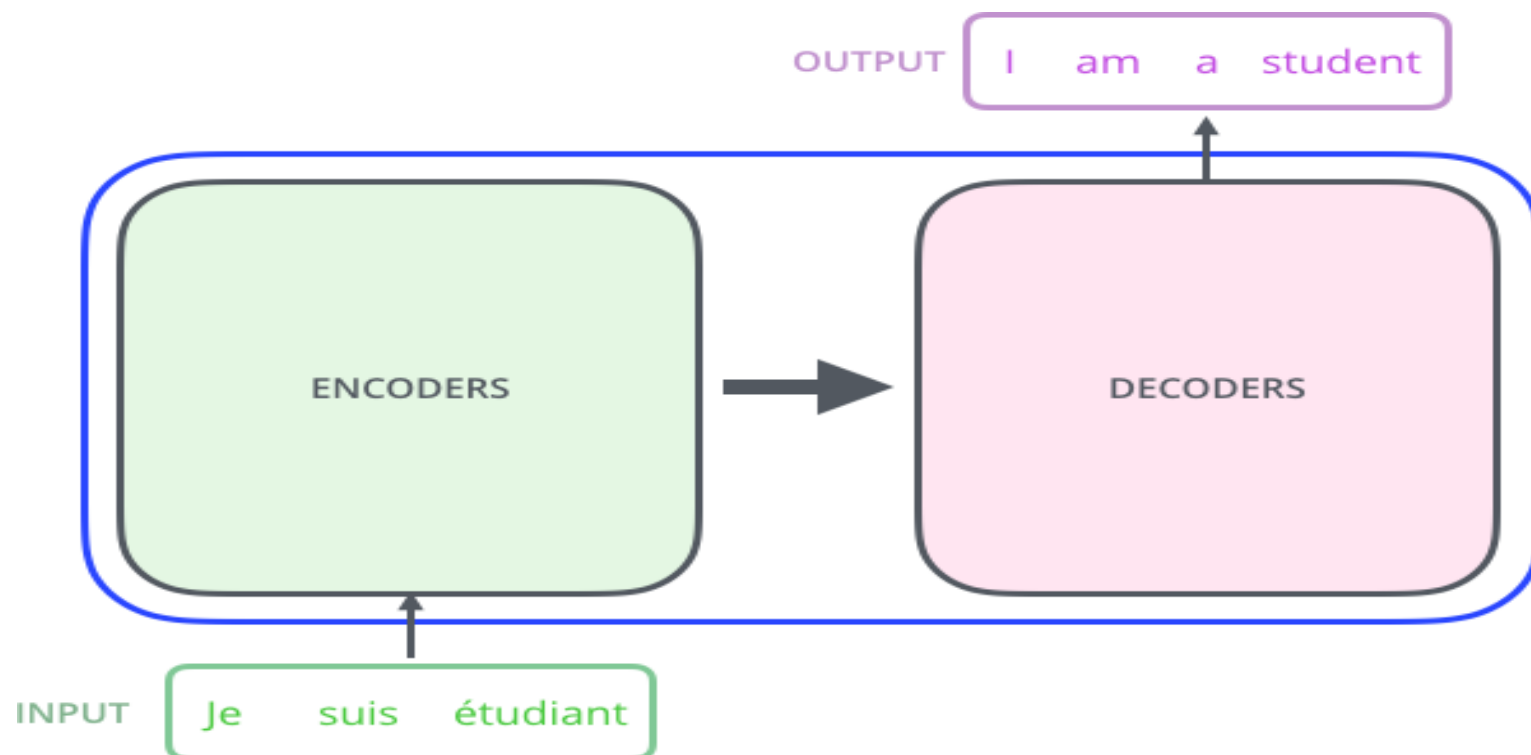 OUTPUT I am a student
ENCODERS DECODERS
INPUT Je suis étudiant